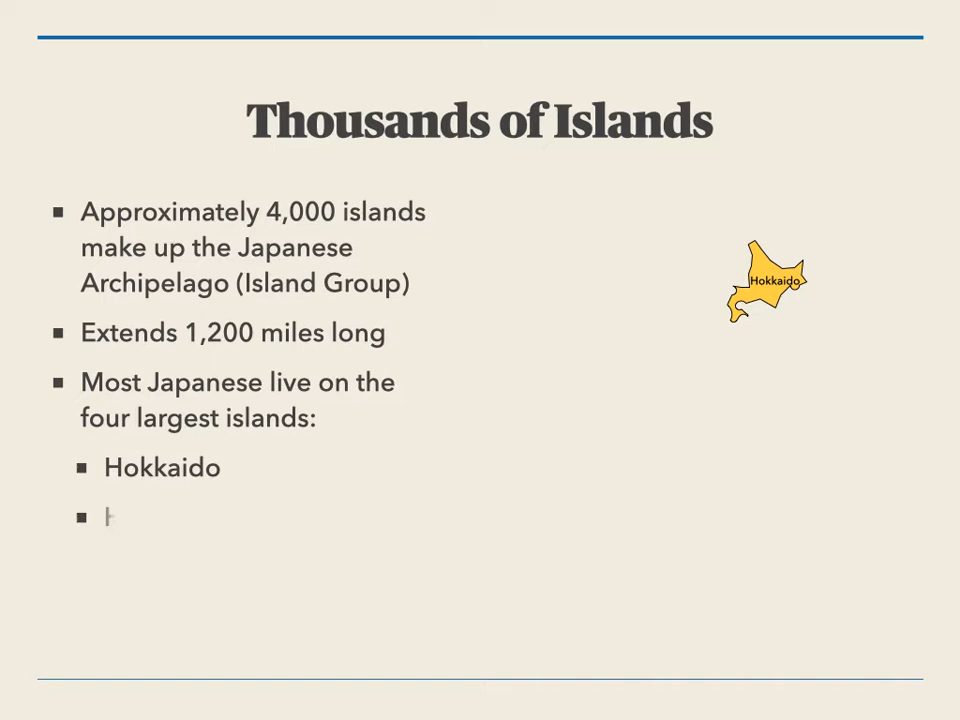 Thousands of Islands
Approximately 4,000 islands
make up the Japanese
Archipelago (Island Group)
Extends 1,200 miles long
Most Japanese live on the
four largest islands:
Hokkaido
Hokkaido